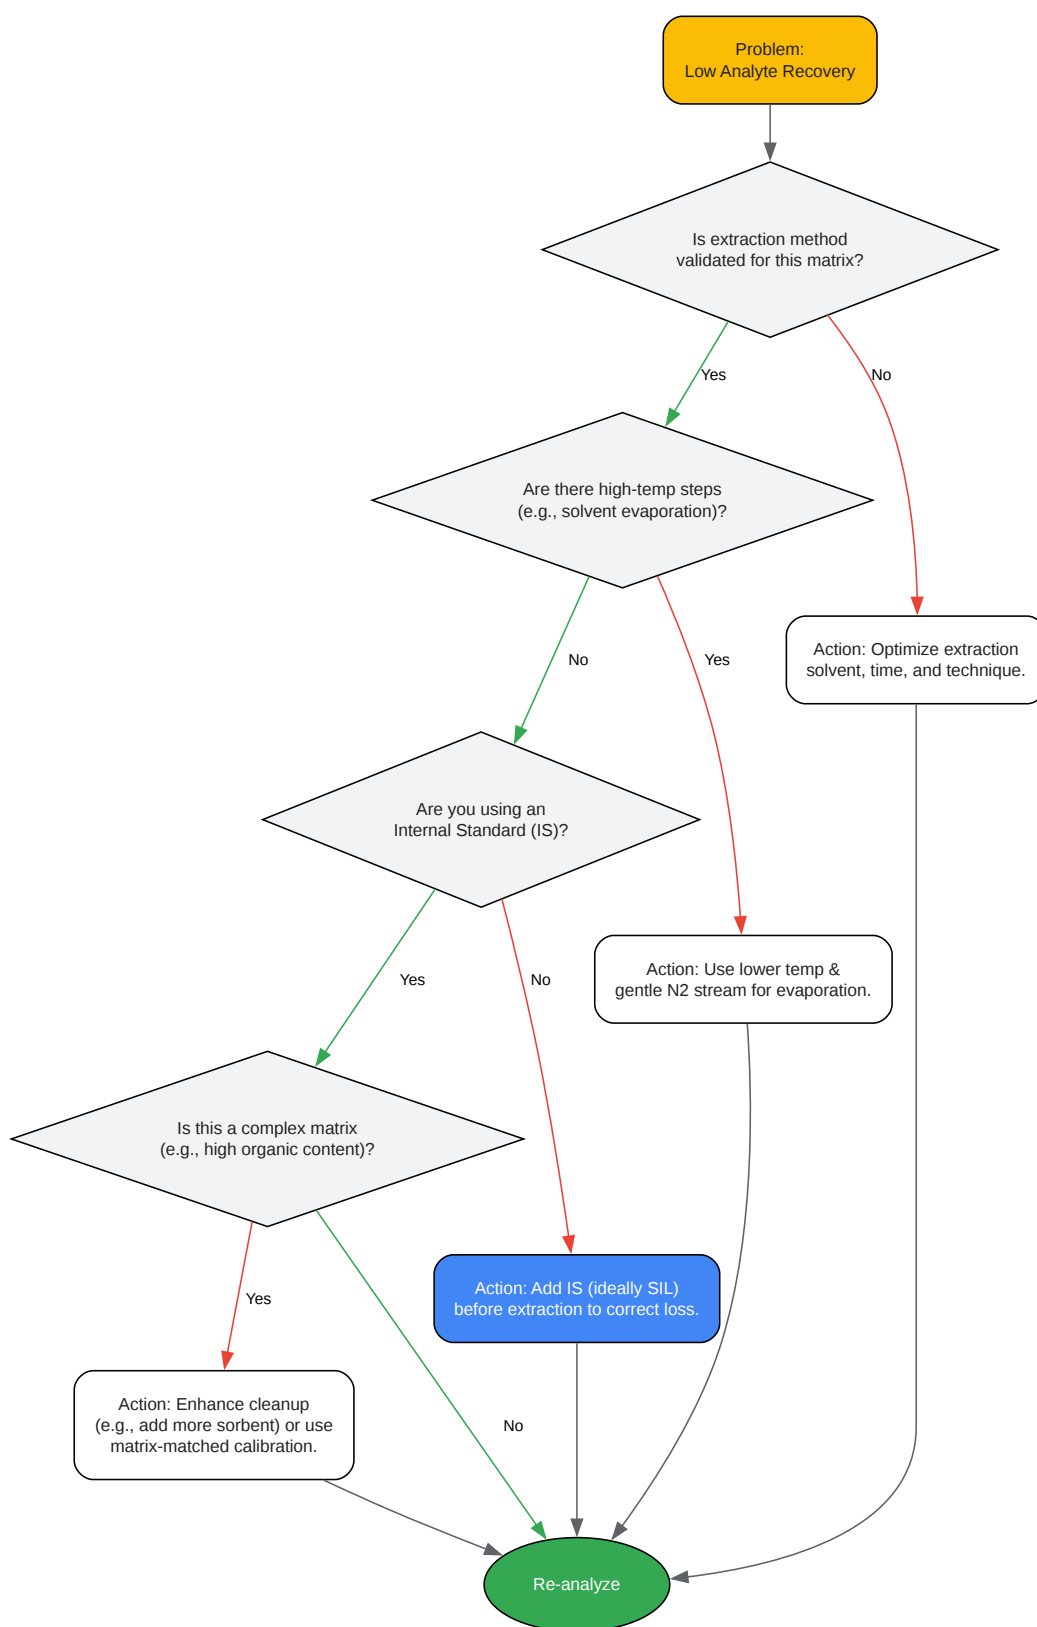 Problem:
Low Analyte Recovery
Is extraction method
validated for this matrix?
Yes
No
Are there high-temp steps
(e.g., solvent evaporation)?
No
Yes
Action: Optimize extraction
solvent, time, and technique.
Are you using an
Internal Standard (IS)?
Yes
No
Action: Use lower temp &
gentle N2 stream for evaporation.
Is this a complex matrix
(e.g., high organic content)?
Yes
No
Action: Add IS (ideally SIL)
before extraction to correct loss.
Action: Enhance cleanup
(e.g., add more sorbent) or use
matrix-matched calibration.
Re-analyze